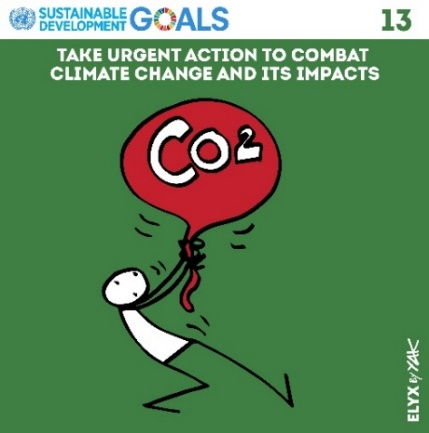 SUSTAINABLE
DEVELOPMENT GOALS
13
TAKE URGENT ACTION TO COMBAT
CLIMATE CHANGE AND ITS IMPACTS
CO2
ELYX by YAK